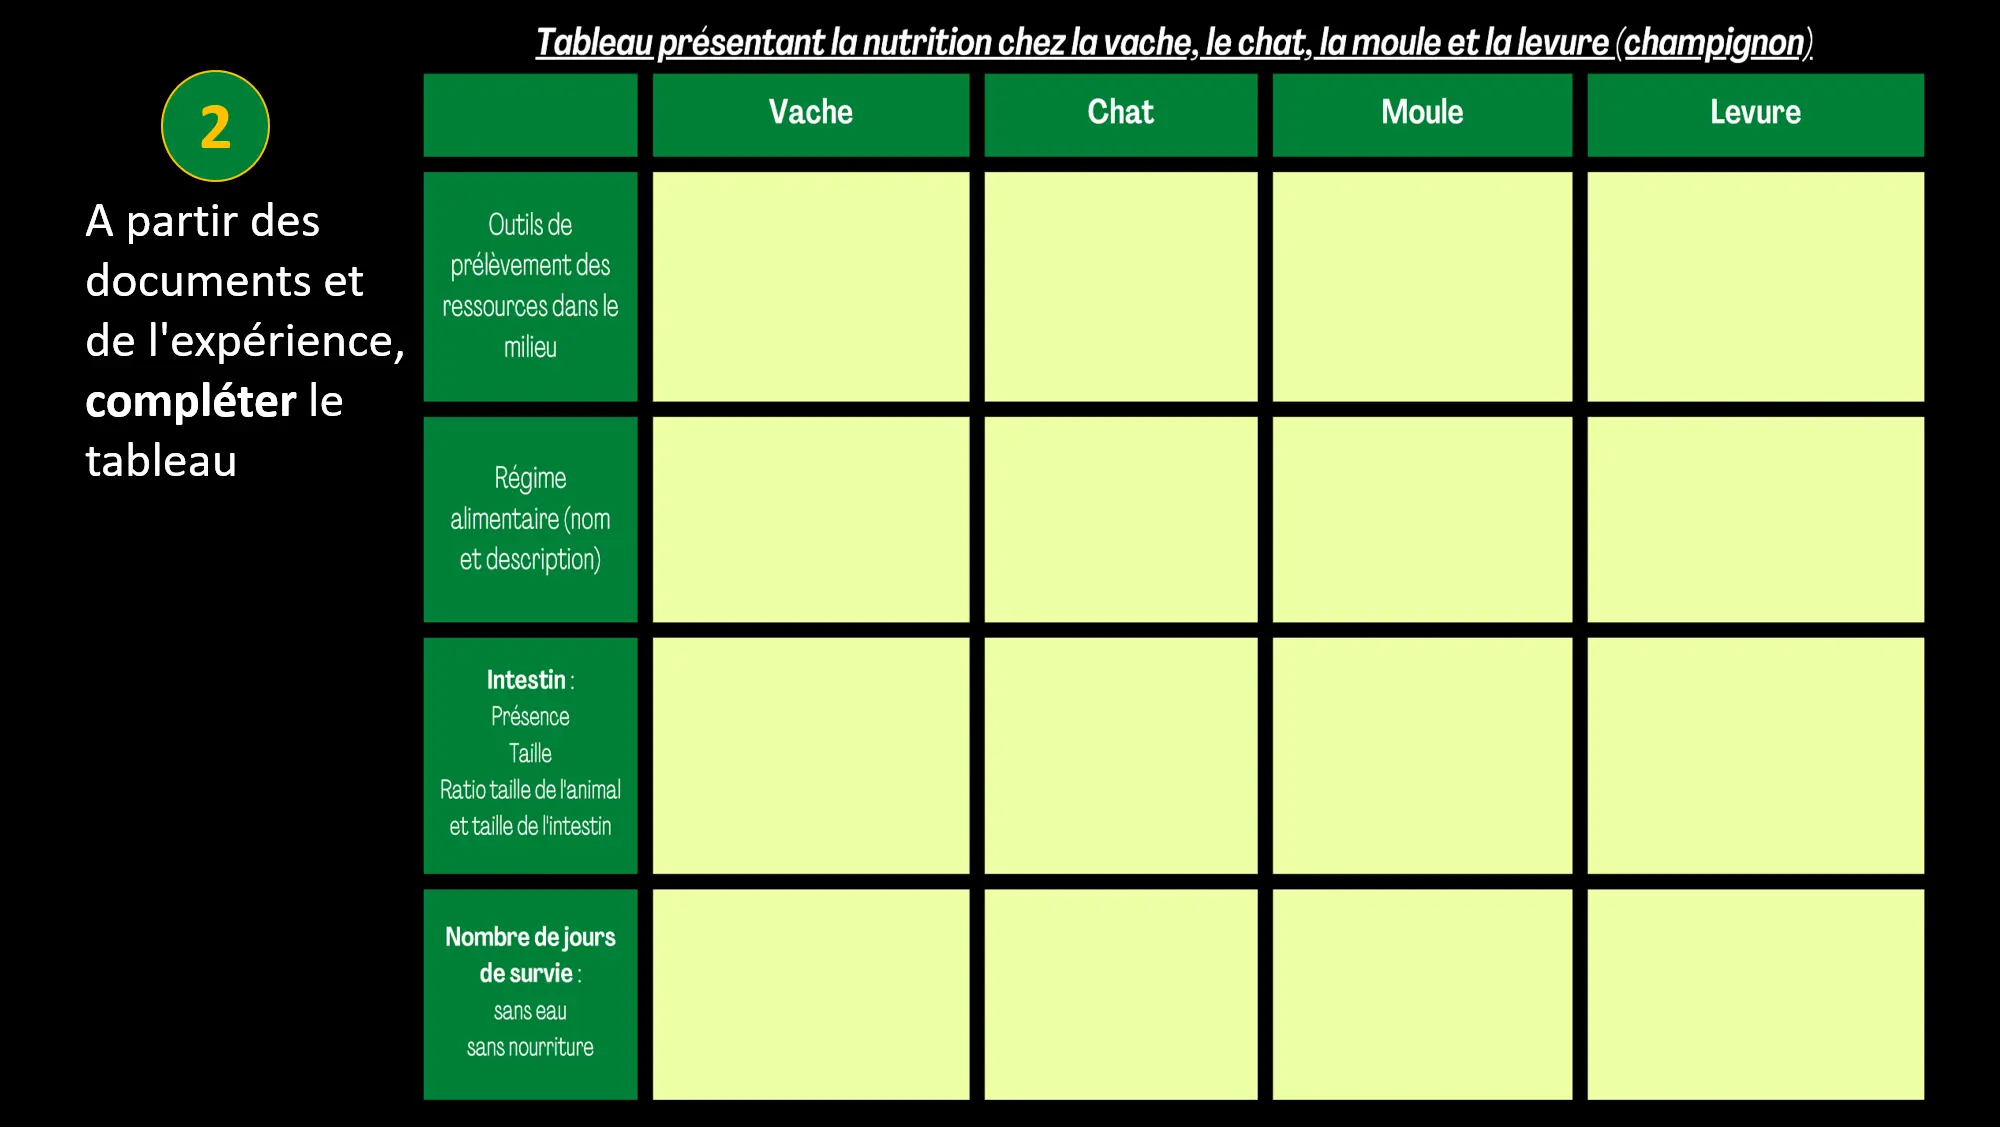 Tableau présentant la nutrition chez la vache, le chat, la moule et la levure (champignon)
2
A partir des
documents et
de l'expérience,
compléter le
tableau
Vache
Chat
Moule
Levure
Outils de
prélèvement des
ressources dans le
milieu
Régime
alimentaire (nom
et description)
Intestin :
Présence
Taille
Ratio taille de l'animal
et taille de l'intestin
Nombre de jours
de survie :
sans eau
sans nourriture